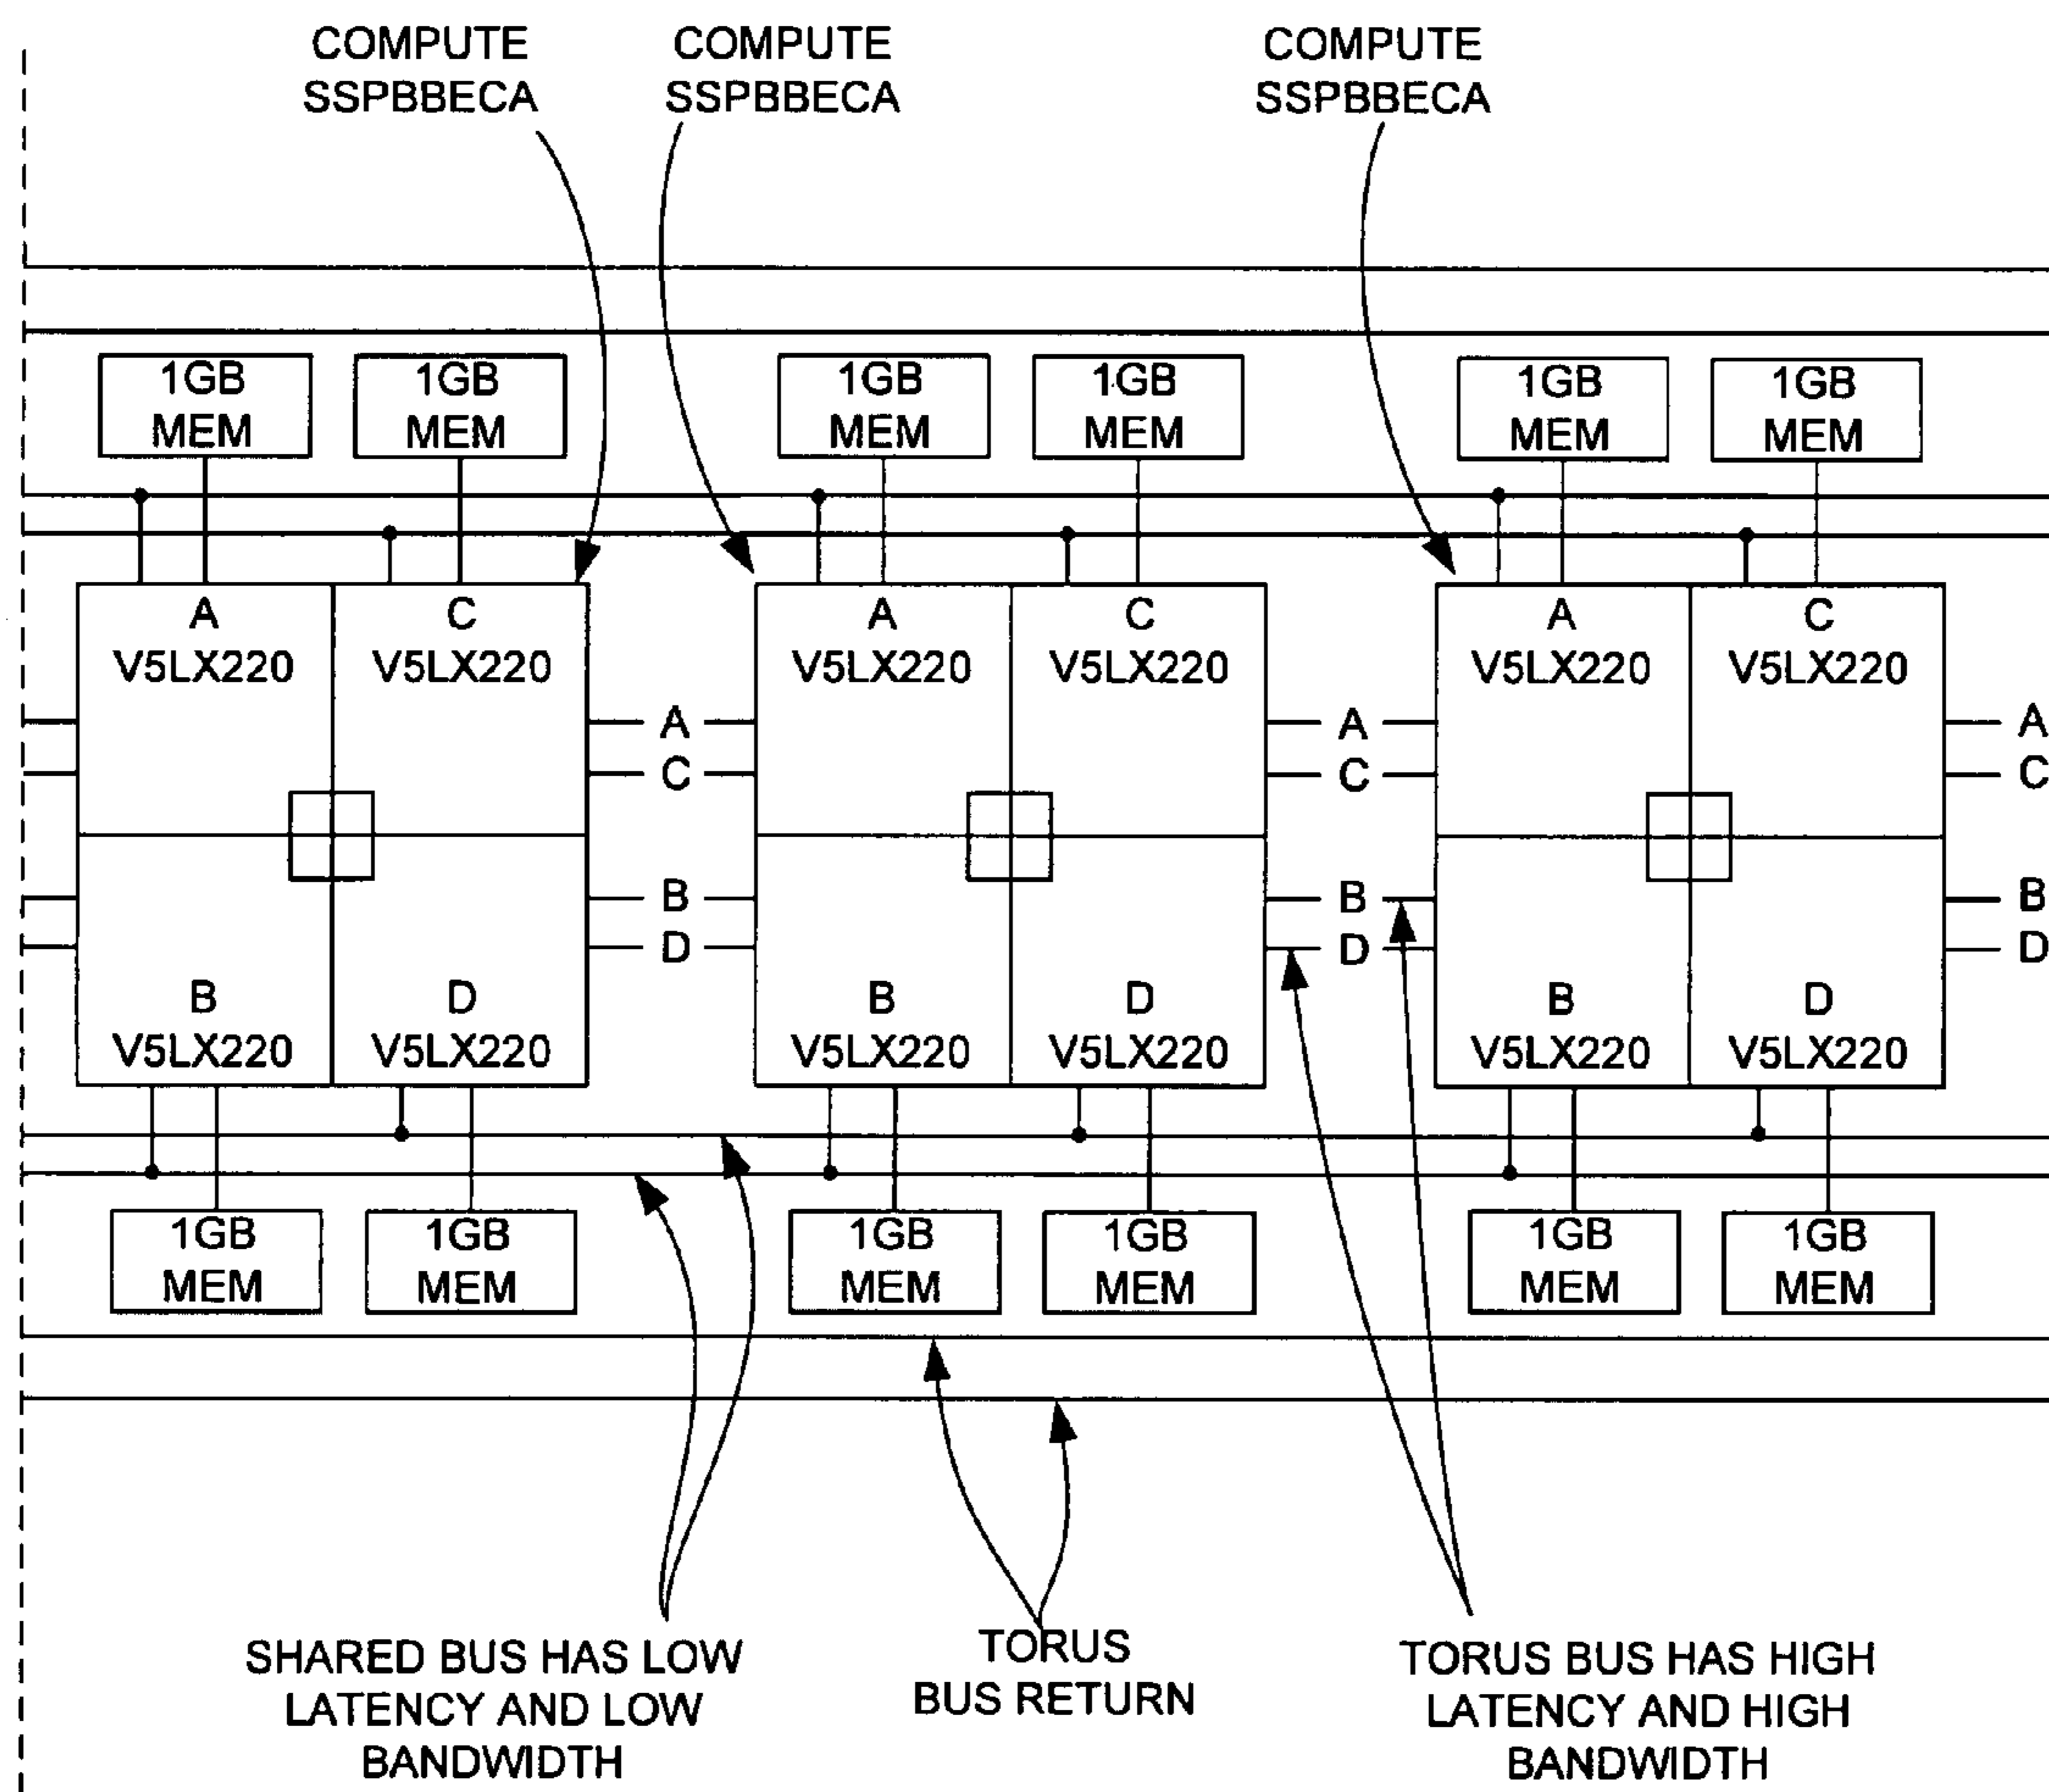 COMPUTE
SSPBBECA
COMPUTE
SSPBBECA
COMPUTE
SSPBBECA
1GB
MEM
1GB
MEM
1GB
MEM
1GB
MEM
1GB
MEM
1GB
MEM
A
V5LX220
C
V5LX220
A
V5LX220
C
V5LX220
A
V5LX220
C
V5LX220
A
C
A
C
A
C
B
D
B
D
B
D
B
V5LX220
D
V5LX220
B
V5LX220
D
V5LX220
B
V5LX220
D
V5LX220
1GB
MEM
1GB
MEM
1GB
MEM
1GB
MEM
1GB
MEM
1GB
MEM
SHARED BUS HAS LOW
LATENCY AND LOW
BANDWIDTH
TORUS
BUS RETURN
TORUS BUS HAS HIGH
LATENCY AND HIGH
BANDWIDTH